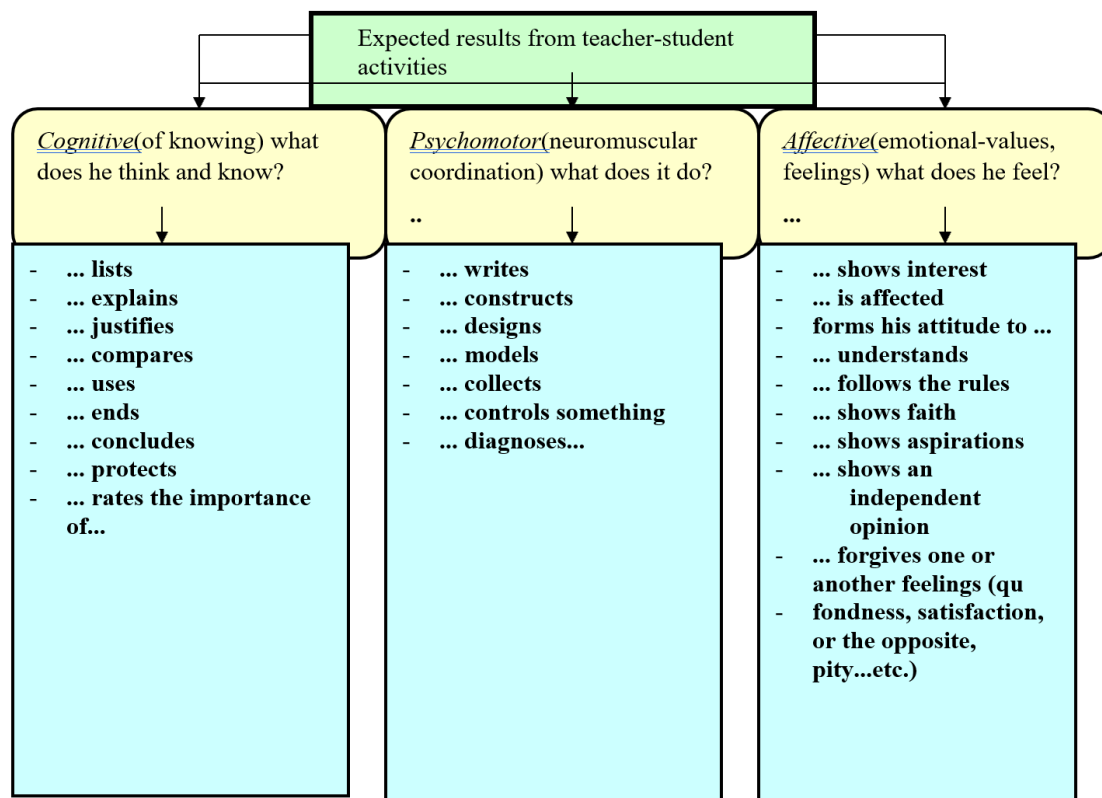 Expected results from teacher-student
activities
Cognitive(of knowing) what
does he think and know?
Psychomotor(neuromuscular
coordination) what does it do?
..
Affective(emotional-values,
feelings) what does he feel?
...
- ... lists
- ... explains
- ... justifies
- ... compares
- ... uses
- ... ends
- ... concludes
- ... protects
- ... rates the importance
of...
- ... writes
- ... constructs
- ... designs
- ... models
- ... collects
- ... controls something
- ... diagnoses...
- ... shows interest
- ... is affected
- forms his attitude to ...
- ... understands
- ... follows the rules
- ... shows faith
- ... shows aspirations
- ... shows an
independent
opinion
- ... forgives one or
another feelings (qu
- fondness, satisfaction,
or the opposite,
pity...etc.)